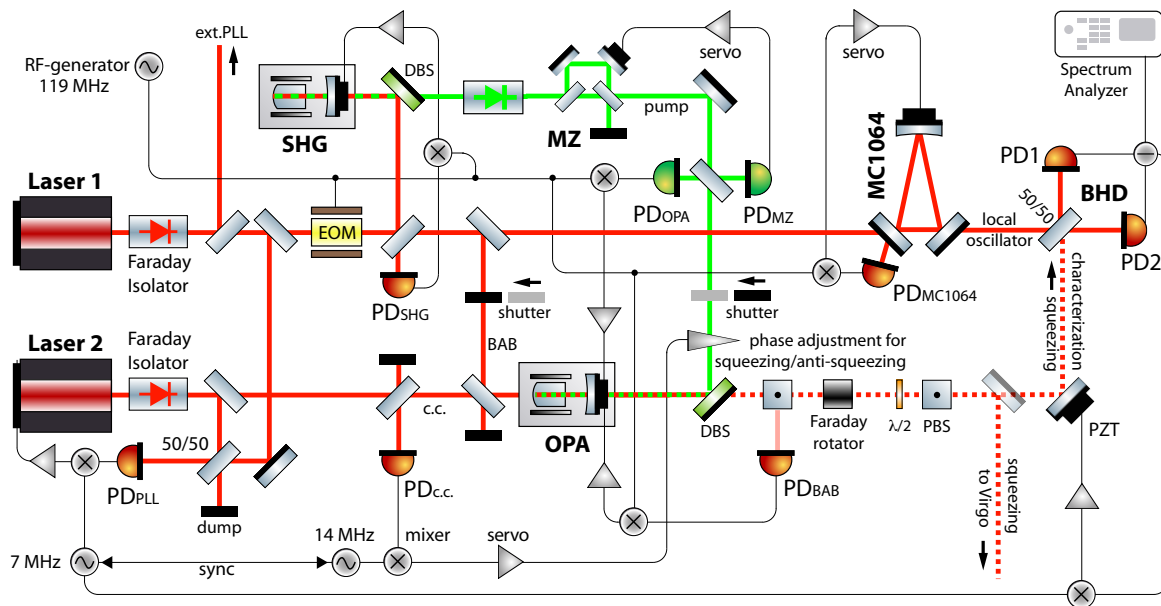 ext.PLL
RF-generator
119 MHz
DBS
SHG
servo
MZ
pump
servo
MC1064
Spectrum
Analyzer
PD1
BHD
50/50
PD2
local
oscillator
Laser 1
Faraday
Isolator
EOM
PDOPA
PDMZ
PDSHG
shutter
BAB
PDMC1064
shutter
phase adjustment for
squeezing/anti-squeezing
characterization
squeezing
Laser 2
Faraday
Isolator
c.c.
OPA
DBS
Faraday
rotator
λ/2
PBS
PZT
50/50
PDPLL
dump
PDc.c.
PDBAB
squeezing
to Virgo
7 MHz
sync
14 MHz
mixer
servo